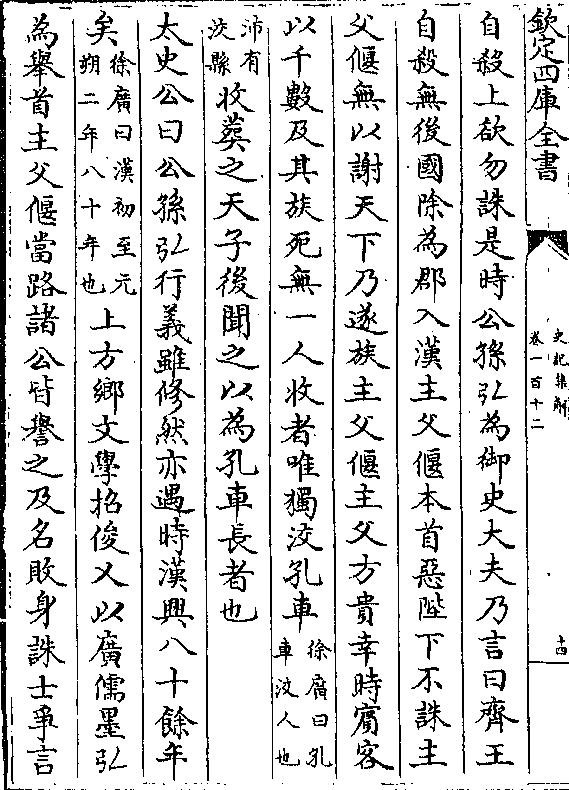 欽定四庫全書
史記集解
卷一百十二
十四
自殺上欲勿誅是時公孫弘為御史大夫乃言曰齊王
自殺無後國除為郡入漢主父偃本首惡陛下不誅主
父偃無以謝天下乃遂族主父偃主父方貴幸時賓客
以千數及其族死無一人收者唯獨洨孔車
徐廣曰孔
車洨人也
沛有
洨縣
收葬之天子後聞之以為孔車長者也
太史公曰公孫弘行義雖修然亦遇時漢興八十餘年
矣
徐廣曰漢初至元
朔二年八十年也
上方鄉文學招俊乂以廣儒墨弘
為舉首主父偃當路諸公皆譽之及名敗身誅士爭言